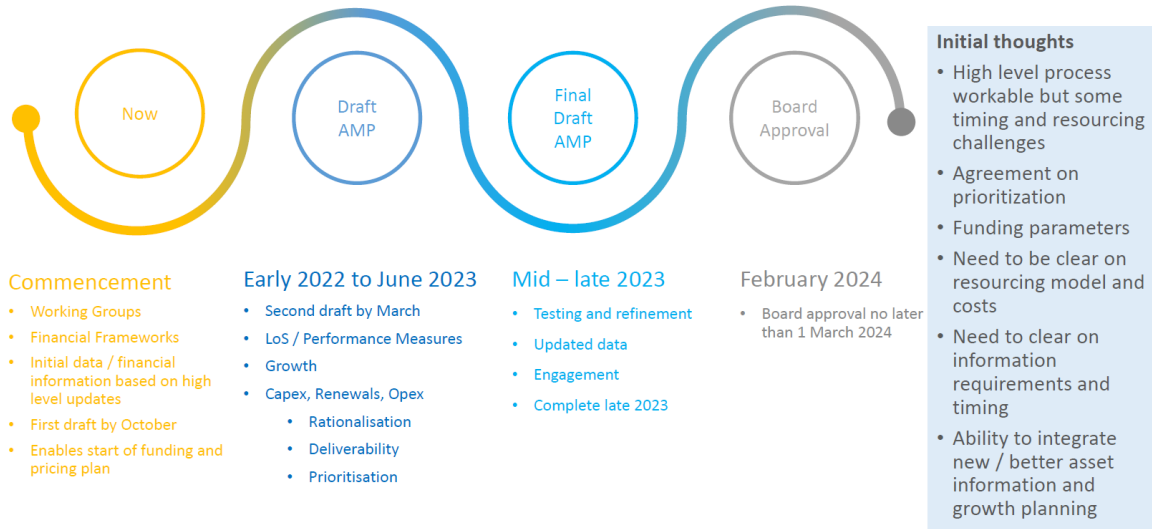 Now
Draft
AMP
Final
Draft
AMP
Board
Approval
Commencement
• Working Groups
• Financial Frameworks
• Initial data / financial
information based on high
level updates
• First draft by October
• Enables start of funding and
pricing plan
Early 2022 to June 2023
• Second draft by March
• LoS / Performance Measures
• Growth
• Capex, Renewals, Opex
• Rationalisation
• Deliverability
• Prioritisation
Mid – late 2023
• Testing and refinement
• Updated data
• Engagement
• Complete late 2023
February 2024
• Board approval no later
than 1 March 2024
Initial thoughts
• High level process
workable but some
timing and resourcing
challenges
• Agreement on
prioritization
• Funding parameters
• Need to be clear on
resourcing model and
costs
• Need to clear on
information
requirements and
timing
• Ability to integrate
new / better asset
information and
growth planning